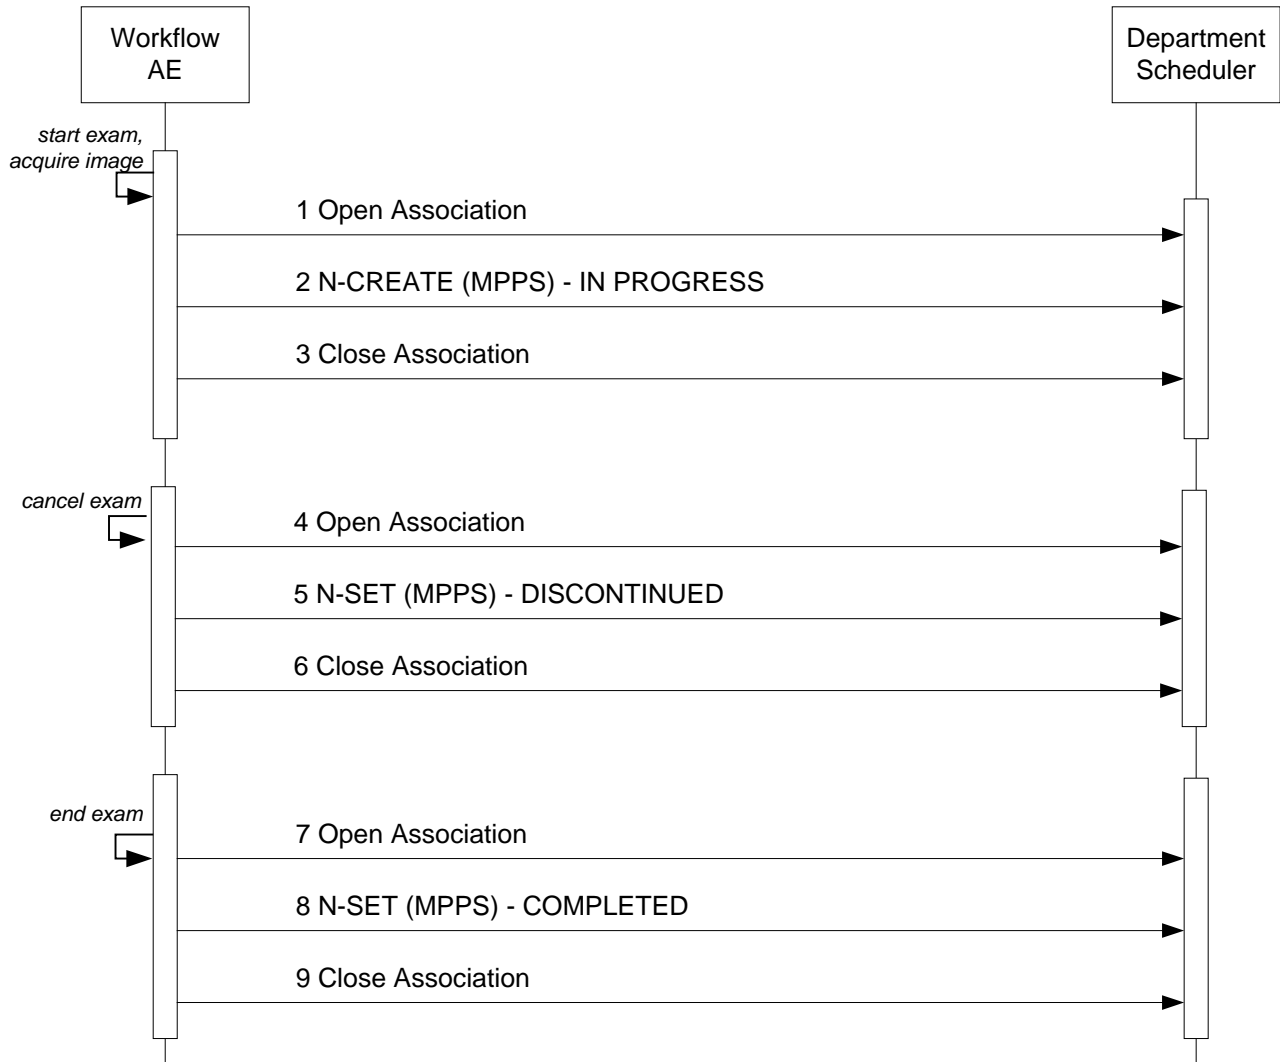 Workflow
AE
Department
Scheduler
start exam,
acquire image
1 Open Association
2 N-CREATE (MPPS) - IN PROGRESS
3 Close Association
cancel exam
4 Open Association
5 N-SET (MPPS) - DISCONTINUED
6 Close Association
end exam
7 Open Association
8 N-SET (MPPS) - COMPLETED
9 Close Association